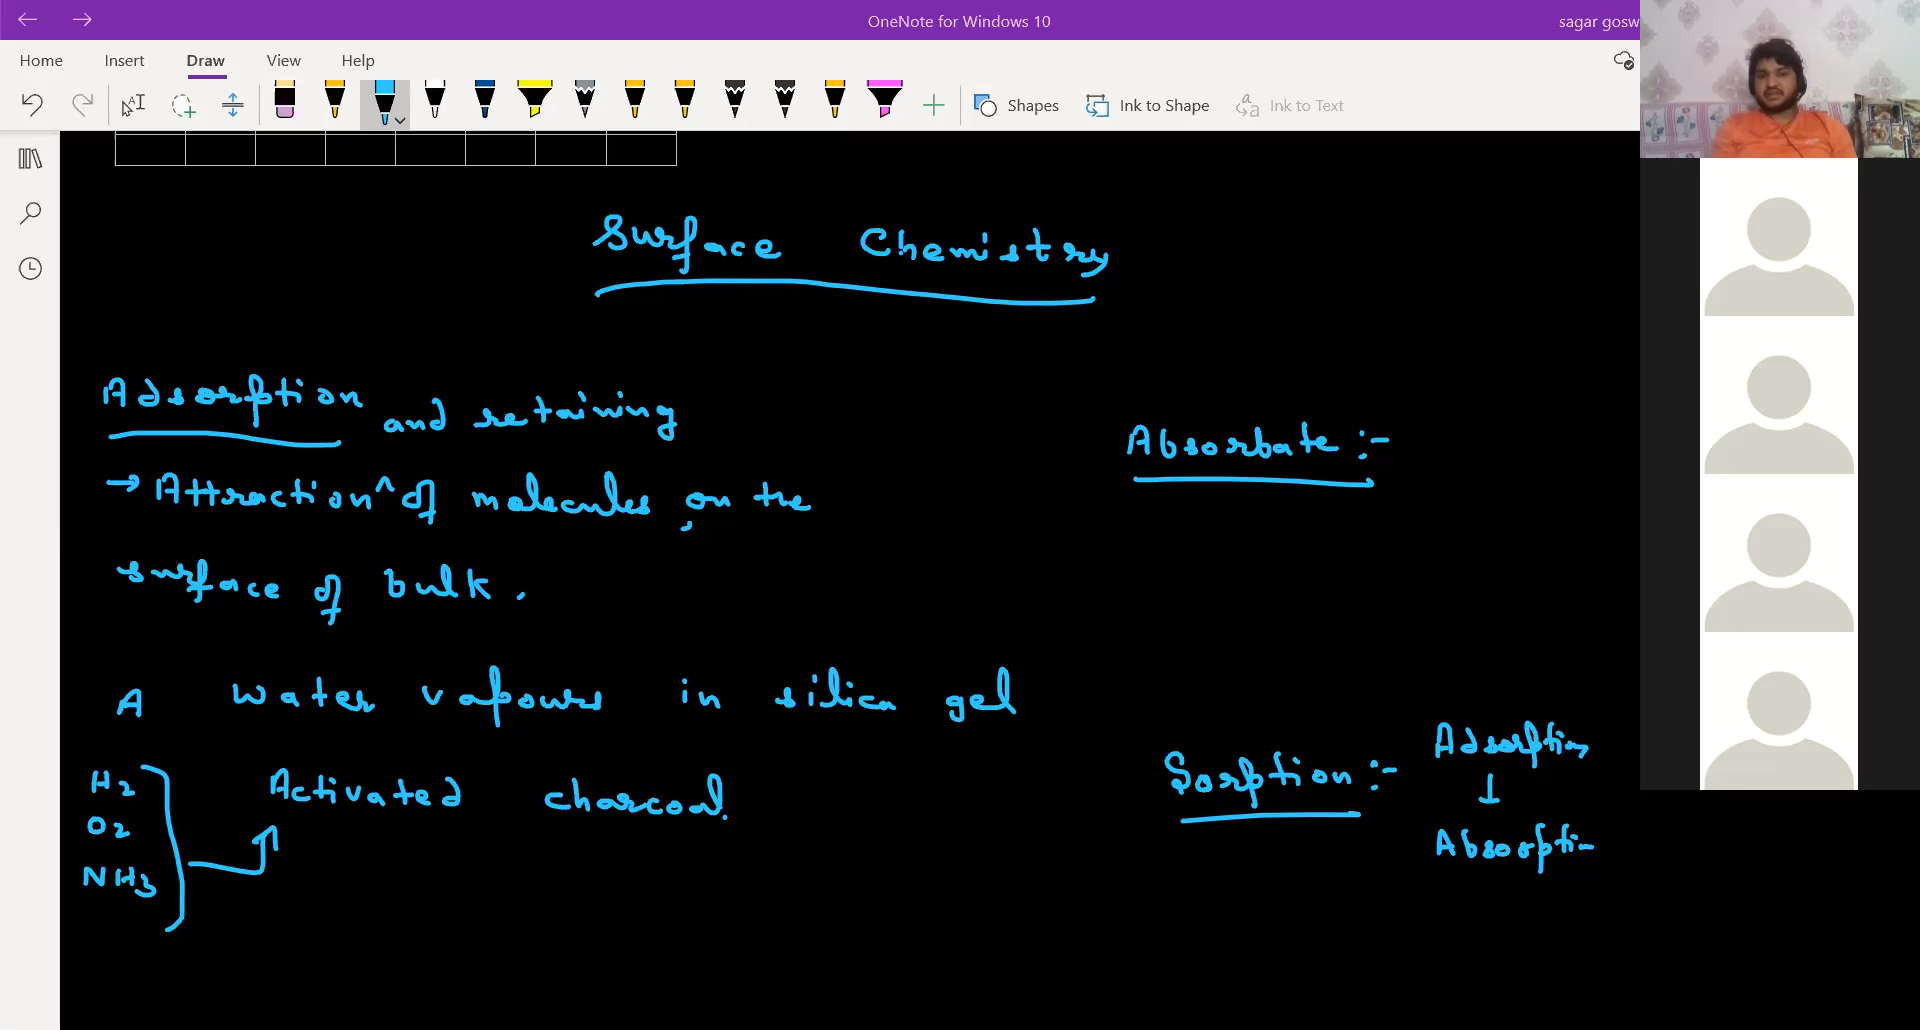 OneNote for Windows 10
sagar gosw
Home Insert Draw View Help
Shapes Ink to Shape Ink to Text
Surface Chemistry
Adsorption and retaining
→ Attraction ^ of molecules on the
surface of bulk.
A water vapours in silica gel
H2
O2
NH3
Activated charcoal.
Absorbate :-
Sorption :- Adsorption
↓
Absorption